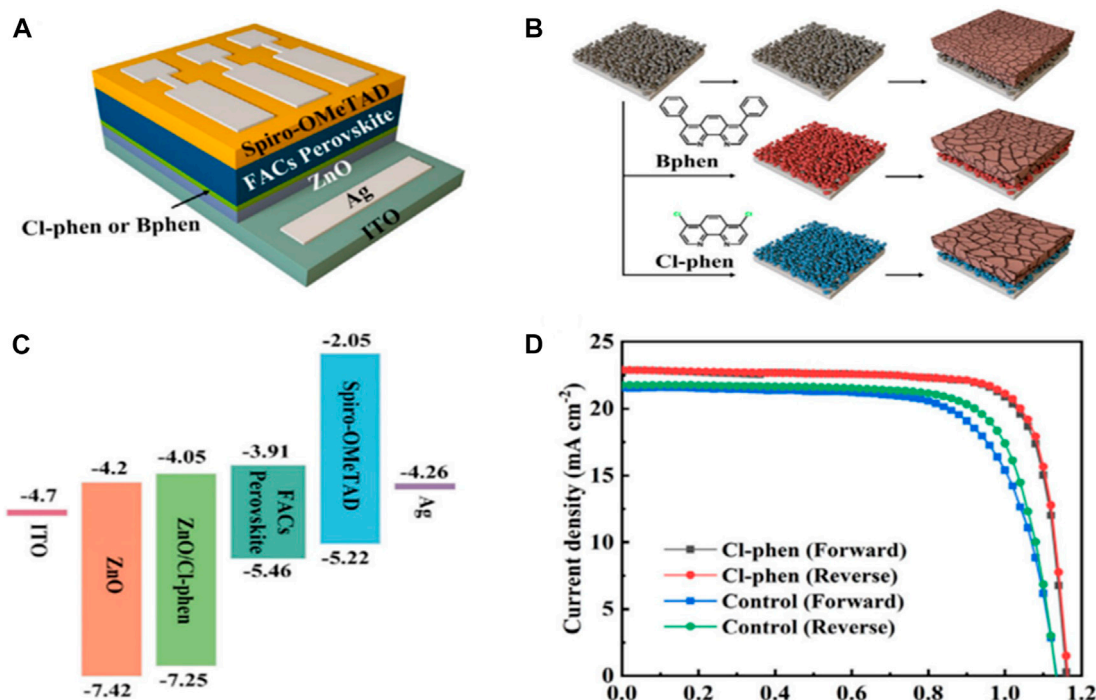 A
Spiro-OMeTAD
FACs Perovskite
ZnO
Ag
ITO
Cl-phen or Bphen
B
Bphen
Cl
Cl
N
N
N
N
Cl-phen
C
-2.05
-4.7
-4.2
-4.05
-3.91
-4.26
ITO
ZnO
ZnO/Cl-phen
FACs
Perovskite
Spiro-OMeTAD
Ag
-7.42
-7.25
-5.46
-5.22
D
Current density (mA cm⁻²)
25
20
15
10
5
0
Cl-phen (Forward)
Cl-phen (Reverse)
Control (Forward)
Control (Reverse)
0.0 0.2 0.4 0.6 0.8 1.0 1.2